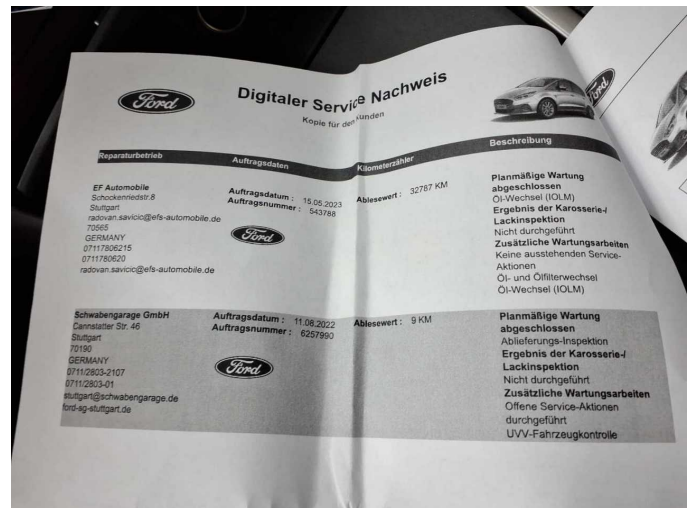 Ford
Digitaler Service Nachweis
Kopie für den Kunden
Ford
Reparaturbetrieb
Auftragsdaten
Kilometerzähler
Beschreibung
EF Automobile
Schockenriedstr.8
Stuttgart
radovan.savicic@efs-automobile.de
70565
GERMANY
07117806215
0711780620
radovan.savicic@efs-automobile.de
Auftragsdatum : 15.05.2023
Auftragsnummer : 543788
Ford
Ablesewert : 32787 KM
Planmäßige Wartung
abgeschlossen
Öl-Wechsel (IOLM)
Ergebnis der Karosserie-/
Lackinspektion
Nicht durchgeführt
Zusätzliche Wartungsarbeiten
Keine ausstehenden Service-
Aktionen
Öl- und Ölfilterwechsel
Öl-Wechsel (IOLM)
Schwabengarage GmbH
Cannstatter Str. 46
Stuttgart
70190
GERMANY
0711/2803-2107
0711/2803-01
stuttgart@schwabengarage.de
ford-sg-stuttgart.de
Auftragsdatum : 11.08.2022
Auftragsnummer : 6257990
Ford
Ablesewert : 9 KM
Planmäßige Wartung
abgeschlossen
Ablieferungs-Inspektion
Ergebnis der Karosserie-/
Lackinspektion
Nicht durchgeführt
Zusätzliche Wartungsarbeiten
Offene Service-Aktionen
durchgeführt
UVV-Fahrzeugkontrolle